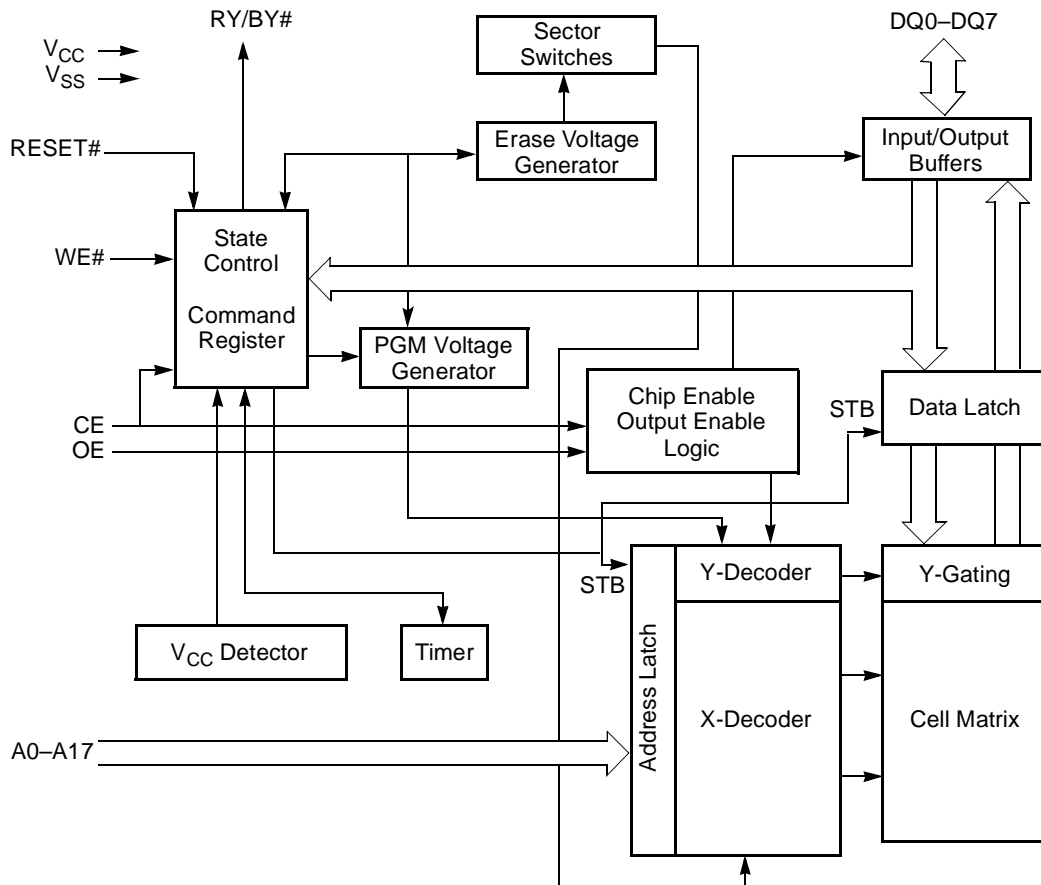 RY/BY#
Sector
Switches
DQ0–DQ7
VCC
VSS
RESET#
Erase Voltage
Generator
Input/Output
Buffers
State
Control
WE#
Command
Register
PGM Voltage
Generator
Chip Enable
Output Enable
Logic
STB
Data Latch
CE
OE
STB
Y-Decoder
Y-Gating
VCC Detector
Timer
Address Latch
X-Decoder
Cell Matrix
A0–A17